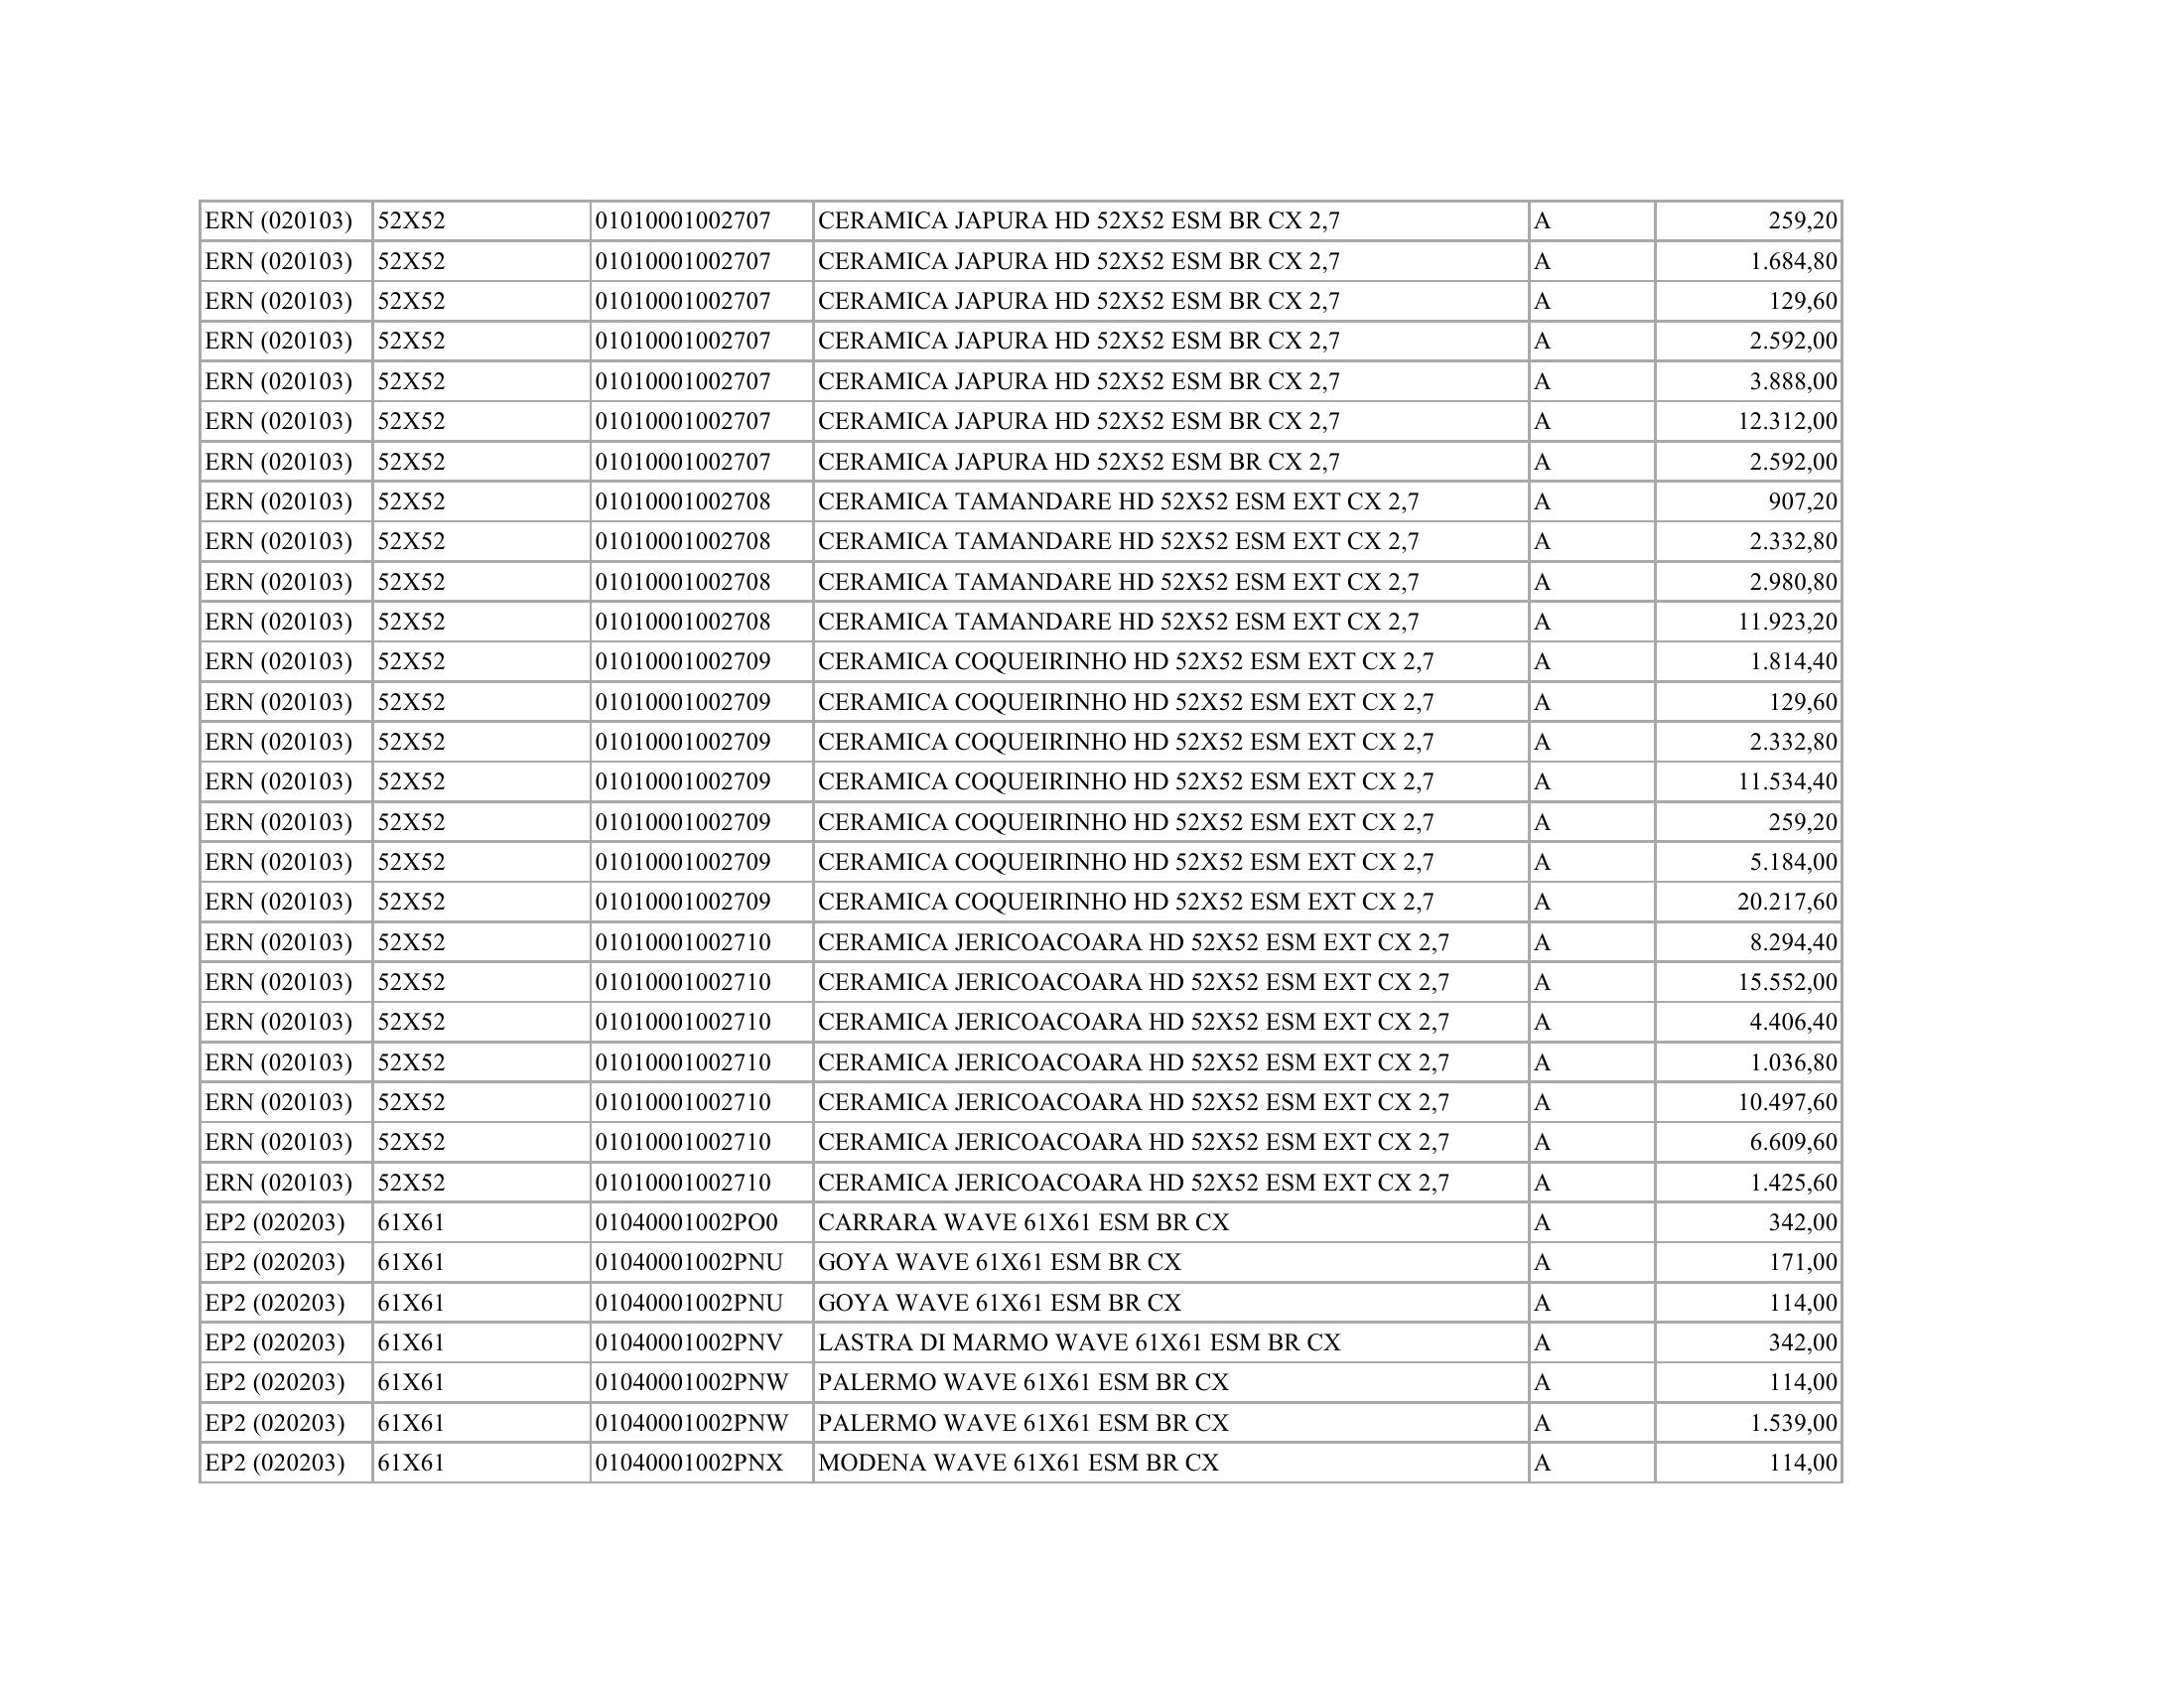 ERN (020103) 52X52 01010001002707 CERAMICA JAPURA HD 52X52 ESM BR CX 2,7 A 259,20
ERN (020103) 52X52 01010001002707 CERAMICA JAPURA HD 52X52 ESM BR CX 2,7 A 1.684,80
ERN (020103) 52X52 01010001002707 CERAMICA JAPURA HD 52X52 ESM BR CX 2,7 A 129,60
ERN (020103) 52X52 01010001002707 CERAMICA JAPURA HD 52X52 ESM BR CX 2,7 A 2.592,00
ERN (020103) 52X52 01010001002707 CERAMICA JAPURA HD 52X52 ESM BR CX 2,7 A 3.888,00
ERN (020103) 52X52 01010001002707 CERAMICA JAPURA HD 52X52 ESM BR CX 2,7 A 12.312,00
ERN (020103) 52X52 01010001002707 CERAMICA JAPURA HD 52X52 ESM BR CX 2,7 A 2.592,00
ERN (020103) 52X52 01010001002708 CERAMICA TAMANDARE HD 52X52 ESM EXT CX 2,7 A 907,20
ERN (020103) 52X52 01010001002708 CERAMICA TAMANDARE HD 52X52 ESM EXT CX 2,7 A 2.332,80
ERN (020103) 52X52 01010001002708 CERAMICA TAMANDARE HD 52X52 ESM EXT CX 2,7 A 2.980,80
ERN (020103) 52X52 01010001002708 CERAMICA TAMANDARE HD 52X52 ESM EXT CX 2,7 A 11.923,20
ERN (020103) 52X52 01010001002709 CERAMICA COQUEIRINHO HD 52X52 ESM EXT CX 2,7 A 1.814,40
ERN (020103) 52X52 01010001002709 CERAMICA COQUEIRINHO HD 52X52 ESM EXT CX 2,7 A 129,60
ERN (020103) 52X52 01010001002709 CERAMICA COQUEIRINHO HD 52X52 ESM EXT CX 2,7 A 2.332,80
ERN (020103) 52X52 01010001002709 CERAMICA COQUEIRINHO HD 52X52 ESM EXT CX 2,7 A 11.534,40
ERN (020103) 52X52 01010001002709 CERAMICA COQUEIRINHO HD 52X52 ESM EXT CX 2,7 A 259,20
ERN (020103) 52X52 01010001002709 CERAMICA COQUEIRINHO HD 52X52 ESM EXT CX 2,7 A 5.184,00
ERN (020103) 52X52 01010001002709 CERAMICA COQUEIRINHO HD 52X52 ESM EXT CX 2,7 A 20.217,60
ERN (020103) 52X52 01010001002710 CERAMICA JERICOACOARA HD 52X52 ESM EXT CX 2,7 A 8.294,40
ERN (020103) 52X52 01010001002710 CERAMICA JERICOACOARA HD 52X52 ESM EXT CX 2,7 A 15.552,00
ERN (020103) 52X52 01010001002710 CERAMICA JERICOACOARA HD 52X52 ESM EXT CX 2,7 A 4.406,40
ERN (020103) 52X52 01010001002710 CERAMICA JERICOACOARA HD 52X52 ESM EXT CX 2,7 A 1.036,80
ERN (020103) 52X52 01010001002710 CERAMICA JERICOACOARA HD 52X52 ESM EXT CX 2,7 A 10.497,60
ERN (020103) 52X52 01010001002710 CERAMICA JERICOACOARA HD 52X52 ESM EXT CX 2,7 A 6.609,60
ERN (020103) 52X52 01010001002710 CERAMICA JERICOACOARA HD 52X52 ESM EXT CX 2,7 A 1.425,60
EP2 (020203) 61X61 01040001002PO0 CARRARA WAVE 61X61 ESM BR CX A 342,00
EP2 (020203) 61X61 01040001002PNU GOYA WAVE 61X61 ESM BR CX A 171,00
EP2 (020203) 61X61 01040001002PNU GOYA WAVE 61X61 ESM BR CX A 114,00
EP2 (020203) 61X61 01040001002PNV LASTRA DI MARMO WAVE 61X61 ESM BR CX A 342,00
EP2 (020203) 61X61 01040001002PNW PALERMO WAVE 61X61 ESM BR CX A 114,00
EP2 (020203) 61X61 01040001002PNW PALERMO WAVE 61X61 ESM BR CX A 1.539,00
EP2 (020203) 61X61 01040001002PNX MODENA WAVE 61X61 ESM BR CX A 114,00